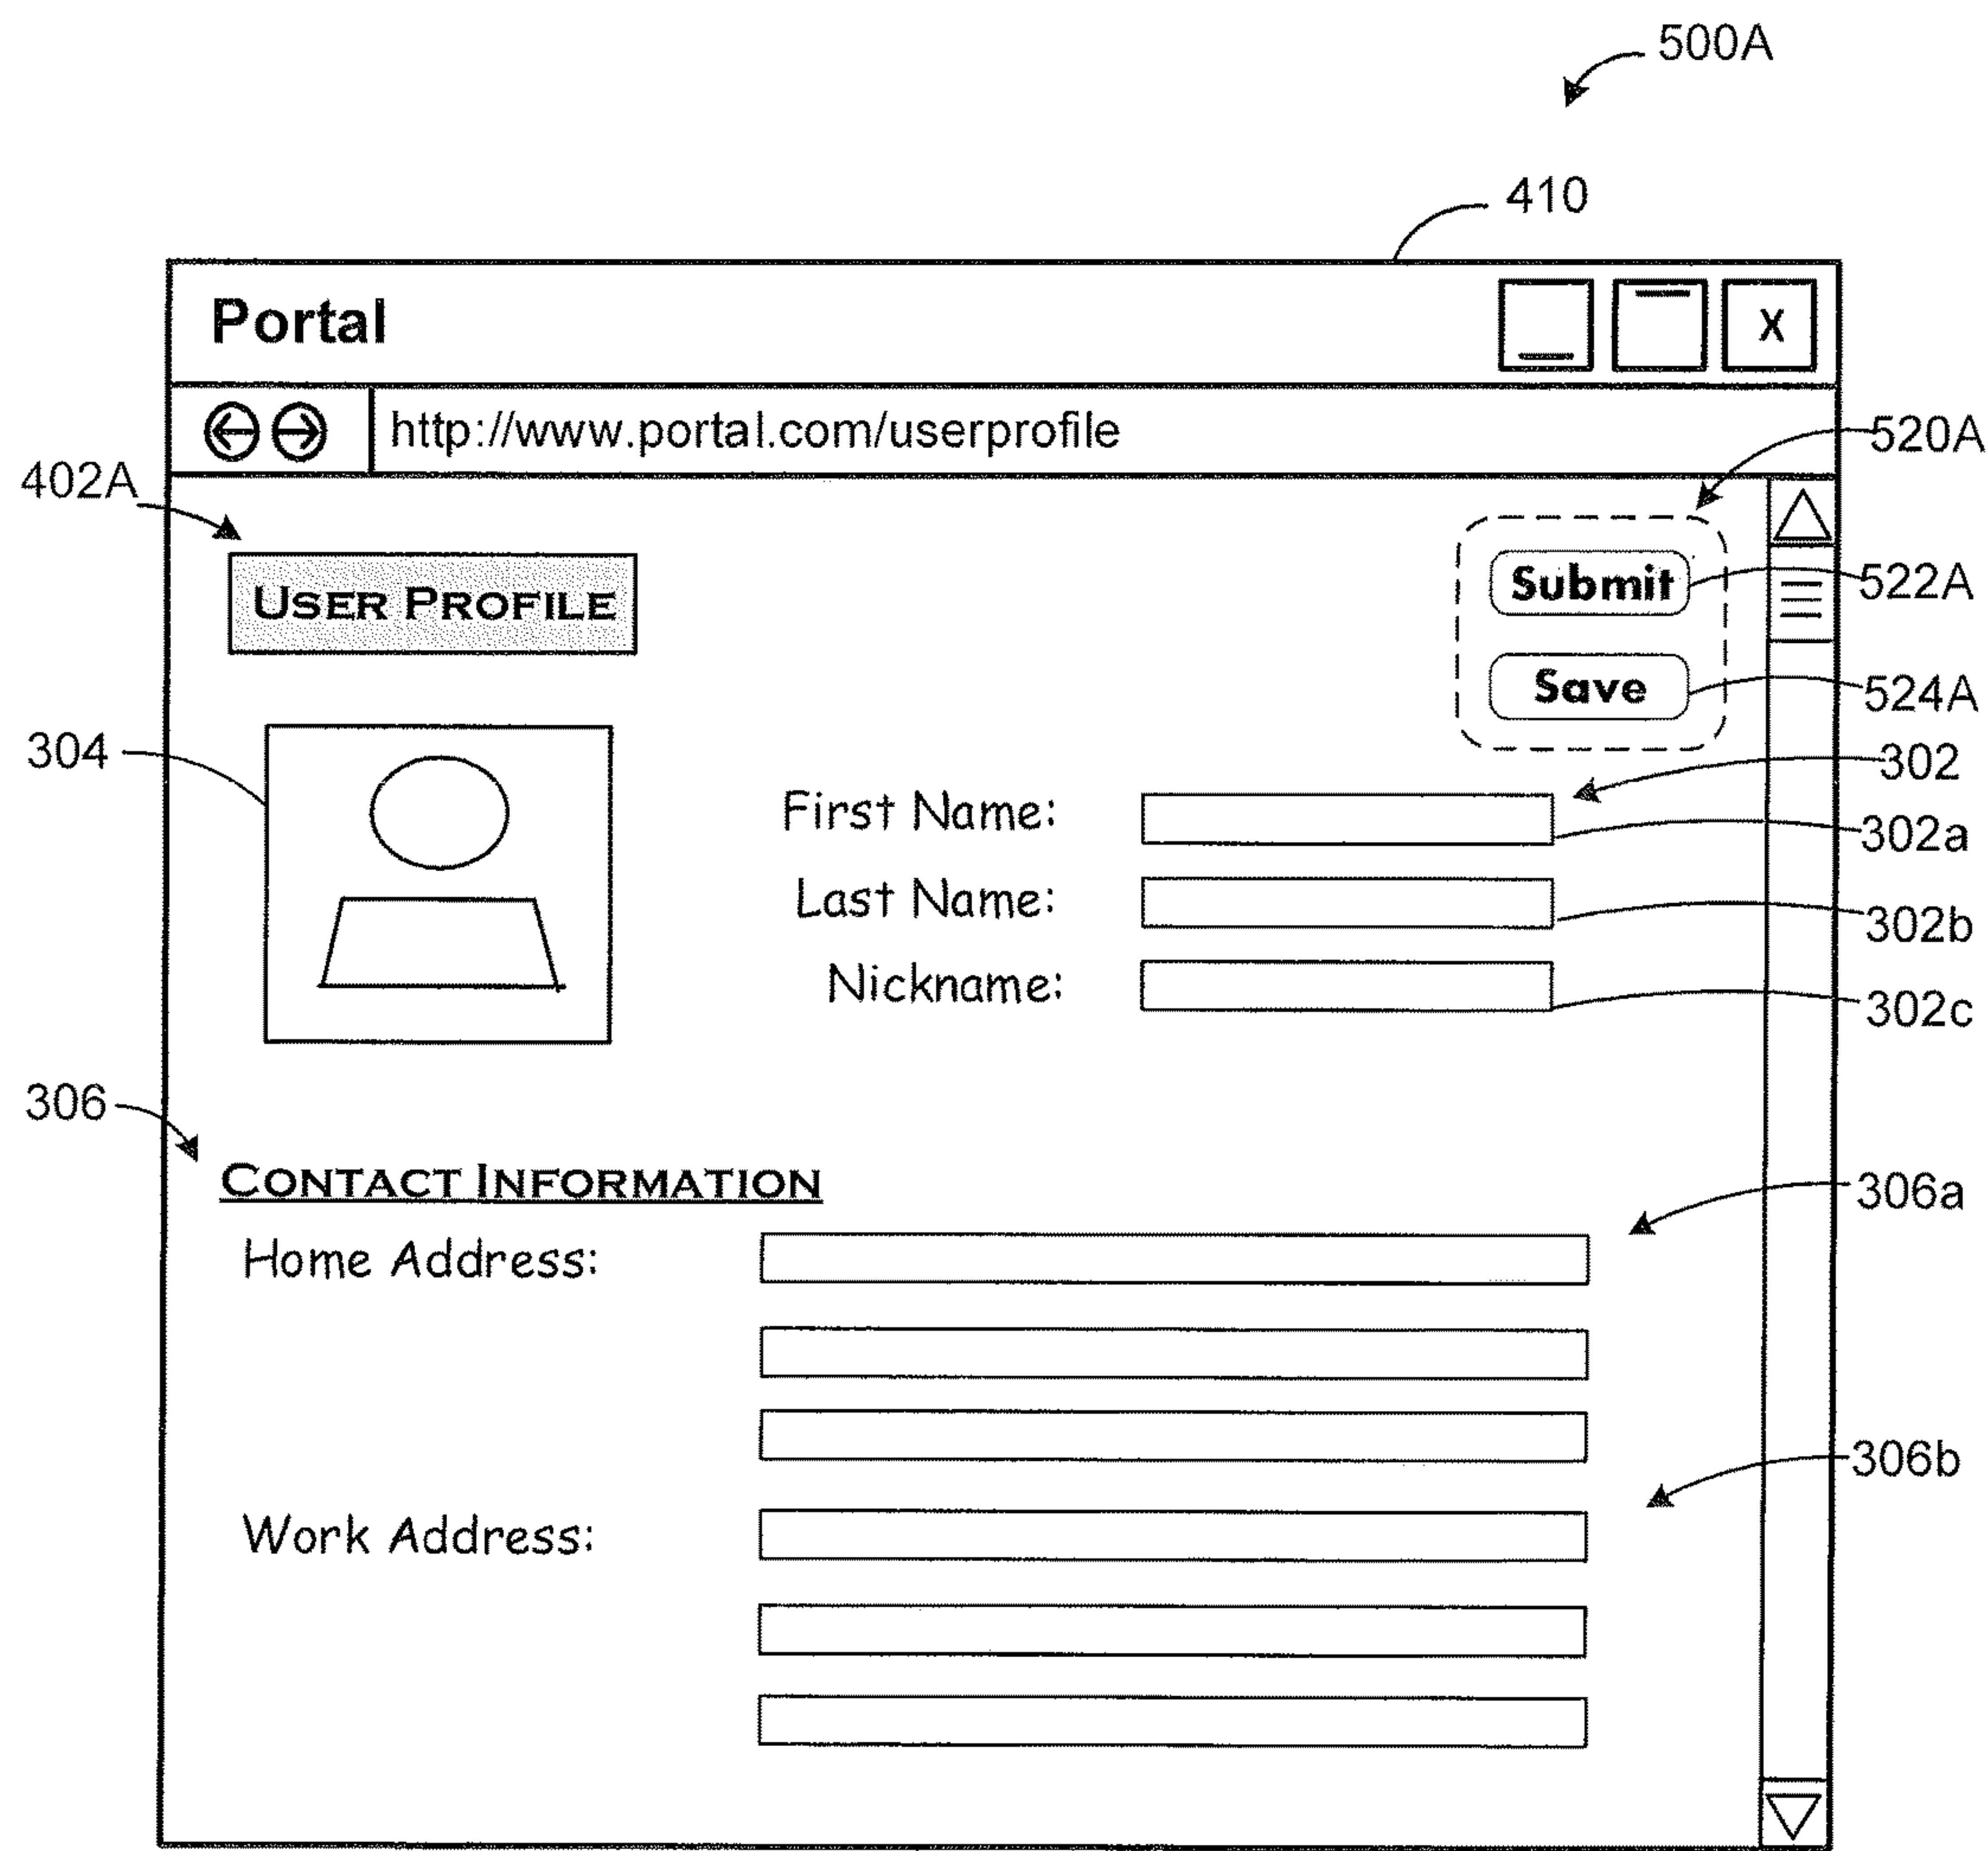 500A
410
Portal
X
http://www.portal.com/userprofile
520A
402A
USER PROFILE
Submit
522A
Save
524A
304
302
First Name:
302a
Last Name:
302b
Nickname:
302c
306
CONTACT INFORMATION
306a
Home Address:
306b
Work Address: